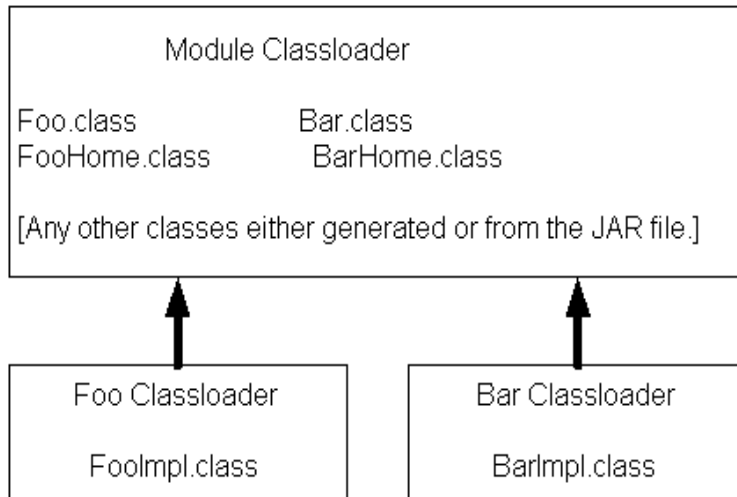 Module Classloader
Foo.class Bar.class
FooHome.class BarHome.class
[Any other classes either generated or from the JAR file.]
Foo Classloader
FooImpl.class
Bar Classloader
BarImpl.class